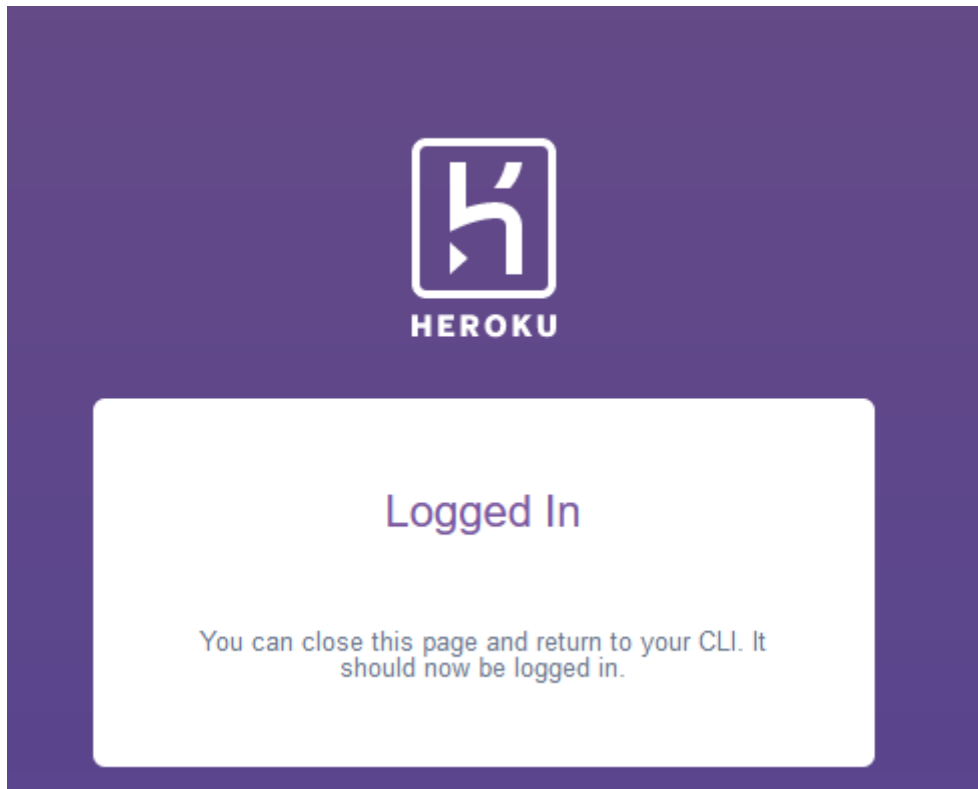 HEROKU
Logged In
You can close this page and return to your CLI. It
should now be logged in.